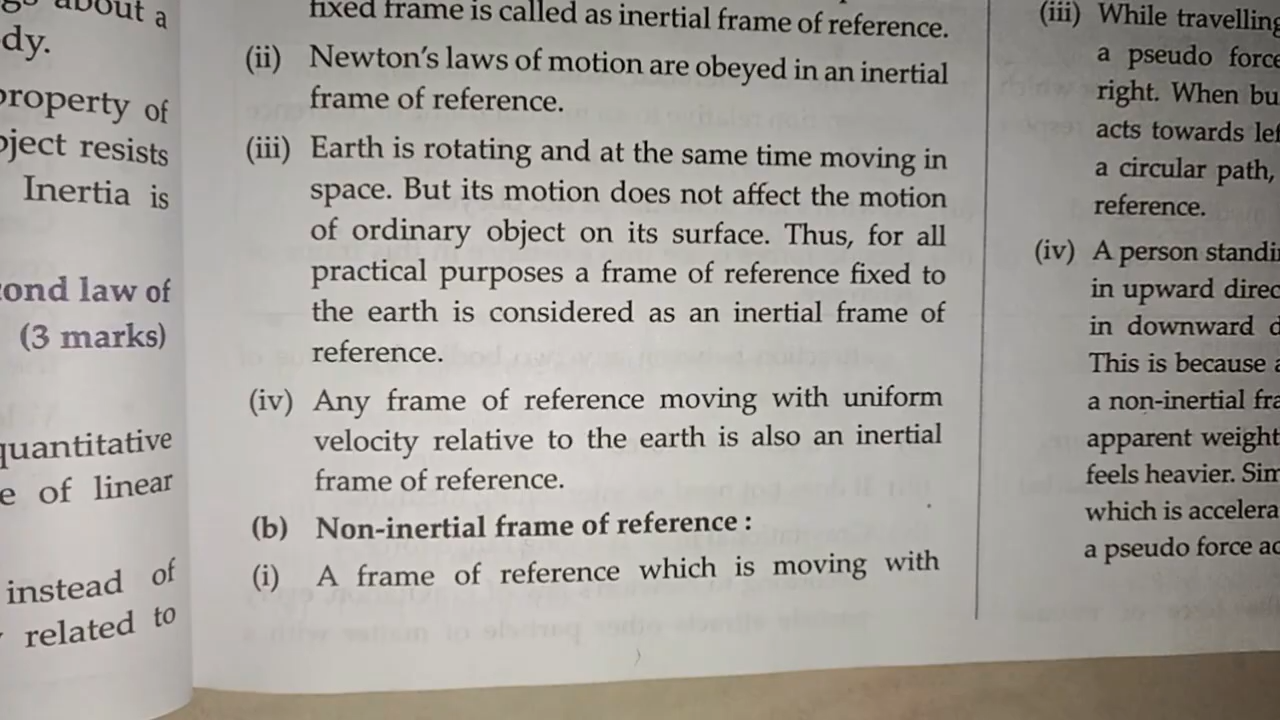 about a
dy.
property of
object resists
Inertia is
ond law of
(3 marks)
quantitative
e of linear
instead of
related to
fixed frame is called as inertial frame of reference.
(ii) Newton's laws of motion are obeyed in an inertial
frame of reference.
(iii) Earth is rotating and at the same time moving in
space. But its motion does not affect the motion
of ordinary object on its surface. Thus, for all
practical purposes a frame of reference fixed to
the earth is considered as an inertial frame of
reference.
(iv) Any frame of reference moving with uniform
velocity relative to the earth is also an inertial
frame of reference.
(b) Non-inertial frame of reference :
(i) A frame of reference which is moving with
(iii) While travelling
a pseudo force
right. When bu
acts towards lef
a circular path,
reference.
(iv) A person standi
in upward direc
in downward d
This is because a
a non-inertial fra
apparent weight
feels heavier. Sim
which is accelera
a pseudo force ac